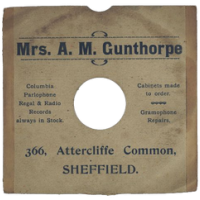 Mrs. A. M. Gunthorpe
Columbia
Parlophone
Regal & Radio
Records
always in Stock.
Cabinets made
to order.
Gramophone
Repairs.
366, Attercliffe Common,
SHEFFIELD.